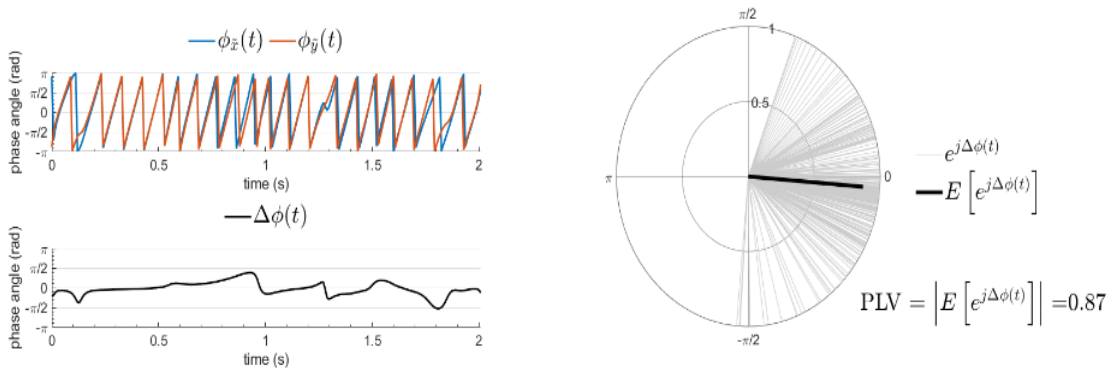 ϕ_x̃(t) ϕ_ỹ(t)
phase angle (rad)
π
π/2
0
-π/2
-π
0 0.5 1 1.5 2
time (s)
Δϕ(t)
phase angle (rad)
π
π/2
0
-π/2
-π
0 0.5 1 1.5 2
time (s)
π/2
1
0.5
π
0
-π/2
e^{jΔϕ(t)}
E [e^{jΔϕ(t)}]
PLV = |E [e^{jΔϕ(t)}]| =0.87